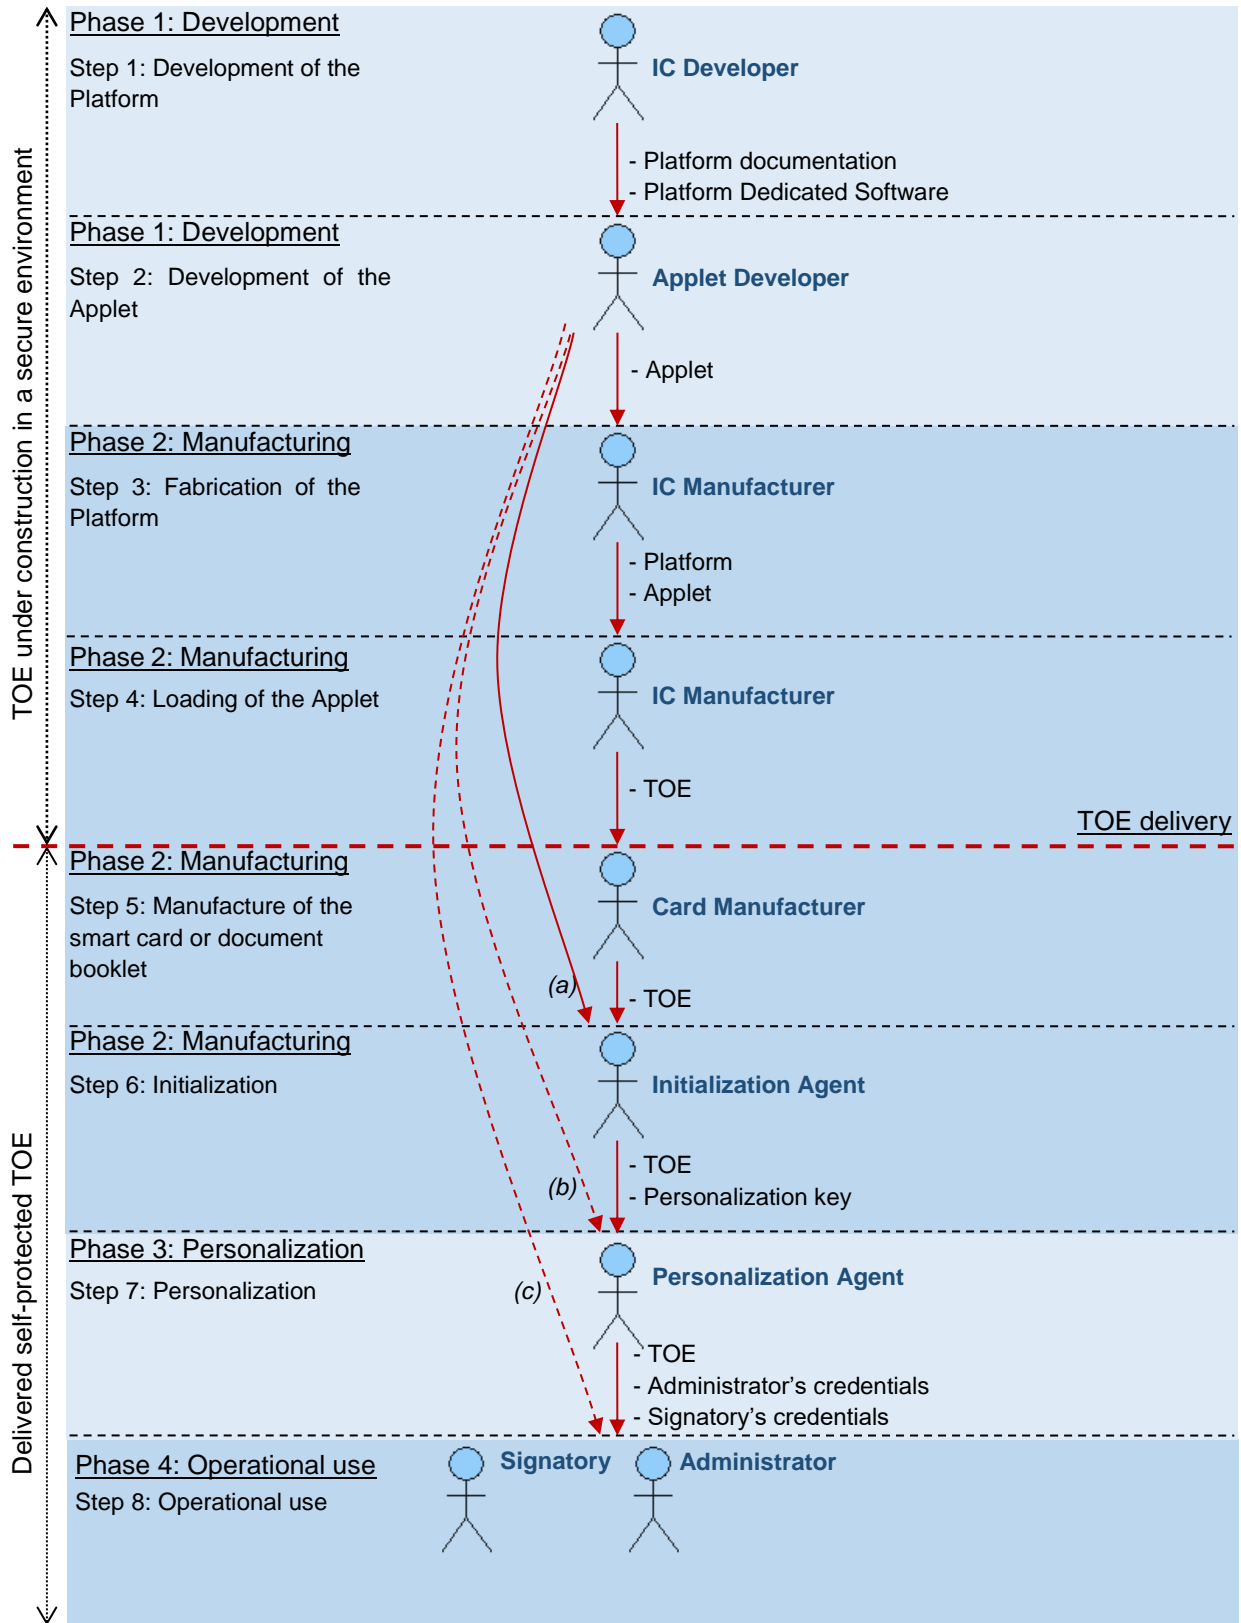 Phase 1: Development
Step 1: Development of the
Platform
IC Developer
- Platform documentation
- Platform Dedicated Software
Phase 1: Development
Step 2: Development of the
Applet
Applet Developer
- Applet
Phase 2: Manufacturing
Step 3: Fabrication of the
Platform
IC Manufacturer
- Platform
- Applet
TOE under construction in a secure environment
Phase 2: Manufacturing
Step 4: Loading of the Applet
IC Manufacturer
- TOE
TOE delivery
Phase 2: Manufacturing
Step 5: Manufacture of the
smart card or document
booklet
Card Manufacturer
(a)
- TOE
Phase 2: Manufacturing
Step 6: Initialization
Initialization Agent
- TOE
- Personalization key
(b)
Delivered self-protected TOE
Phase 3: Personalization
Step 7: Personalization
Personalization Agent
(c)
- TOE
- Administrator’s credentials
- Signatory’s credentials
Phase 4: Operational use
Step 8: Operational use
Signatory
Administrator